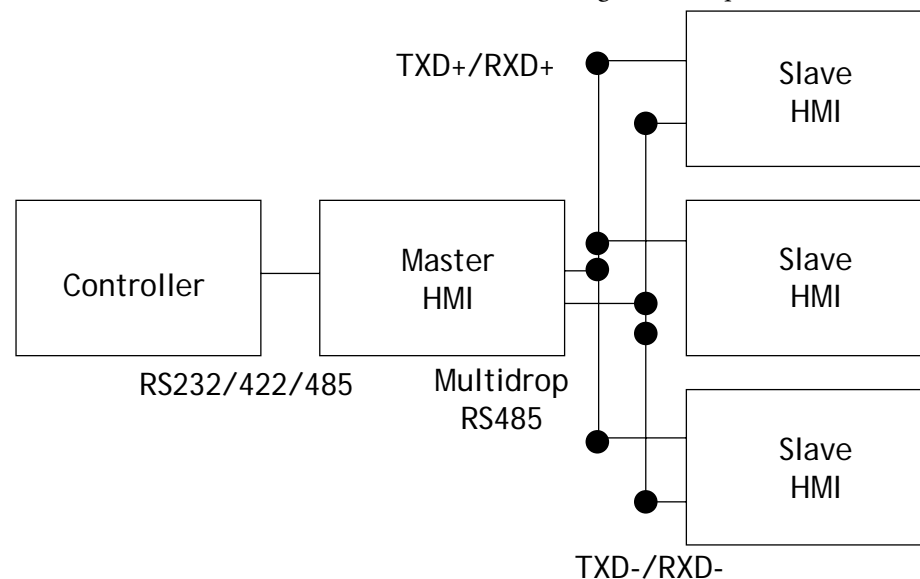 TXD+/RXD+
Slave
HMI
Controller
Master
HMI
Slave
HMI
RS232/422/485
Multidrop
RS485
Slave
HMI
TXD-/RXD-